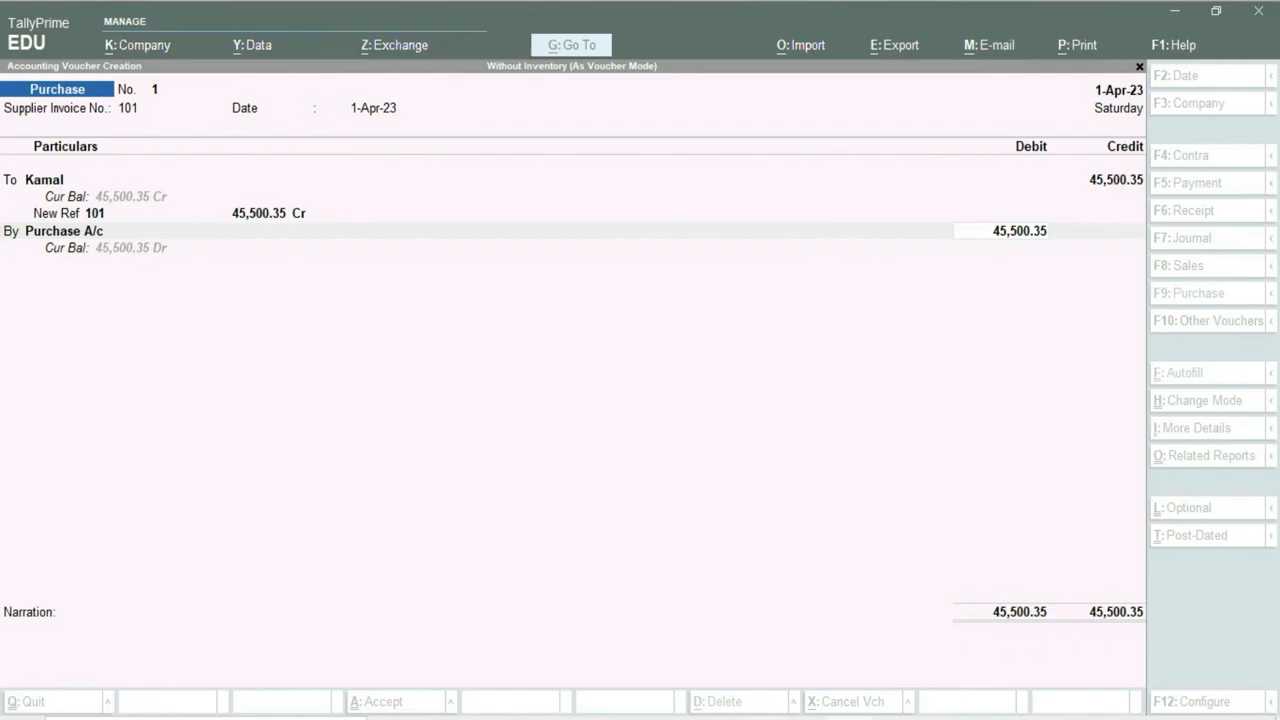 TallyPrime
EDU
MANAGE
K:Company Y:Data Z:Exchange G:Go To O:Import E:Export M:E-mail P:Print F1:Help
Accounting Voucher Creation Without Inventory (As Voucher Mode) ×
Purchase No. 1 1-Apr-23
Supplier Invoice No.: 101 Date : 1-Apr-23 Saturday
Particulars Debit Credit
To Kamal 45,500.35
Cur Bal: 45,500.35 Cr
New Ref 101 45,500.35 Cr
By Purchase A/c 45,500.35
Cur Bal: 45,500.35 Dr
Narration: 45,500.35 45,500.35
Q:Quit A:Accept D:Delete X:Cancel Vch
F2:Date
F3:Company
F4:Contra
F5:Payment
F6:Receipt
F7:Journal
F8:Sales
F9:Purchase
F10:Other Vouchers
F:Autofill
H:Change Mode
I:More Details
O:Related Reports
L:Optional
T:Post-Dated
F12:Configure